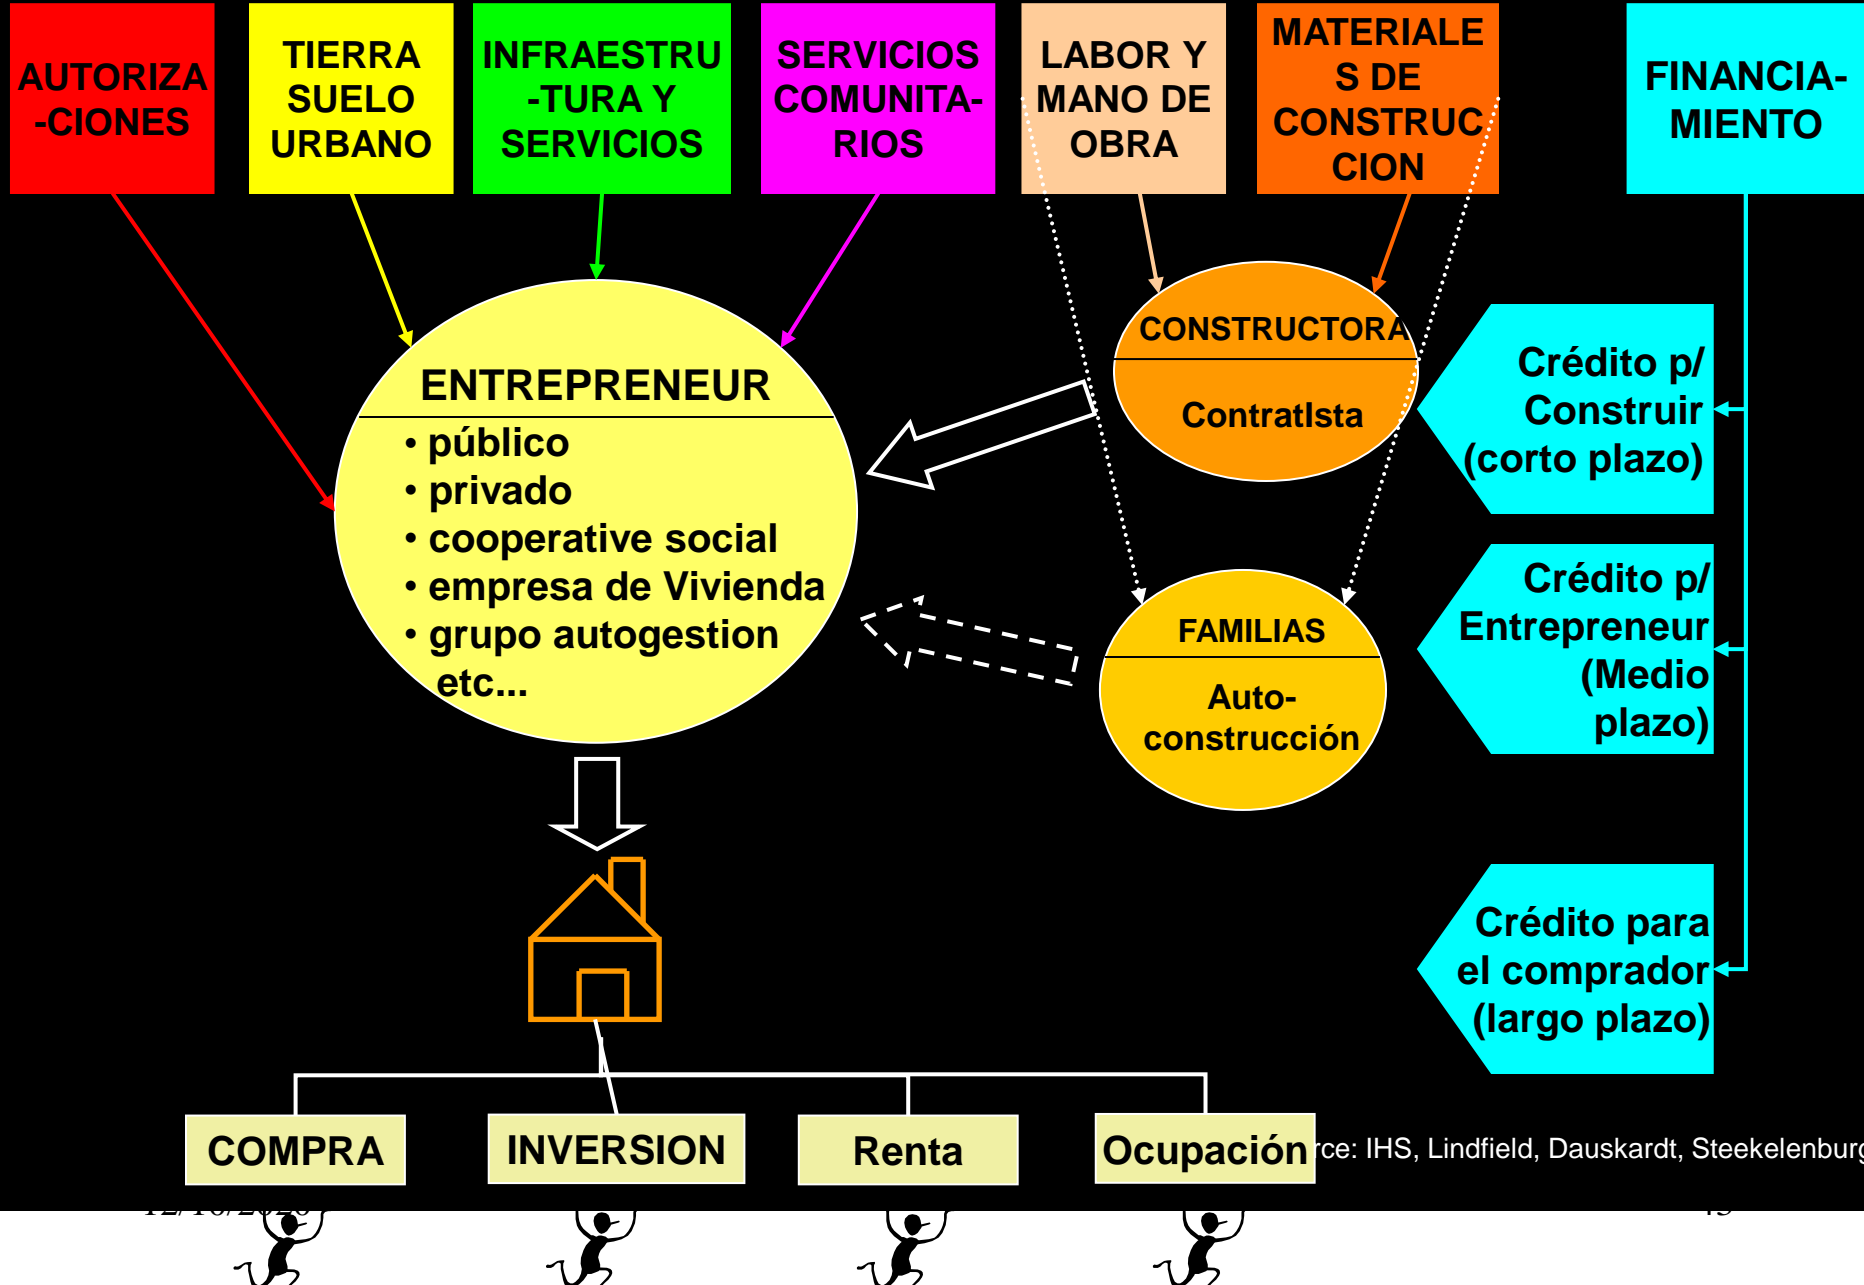 AUTORIZA
-CIONES
TIERRA
SUELO
URBANO
INFRAESTRU
-TURA Y
SERVICIOS
SERVICIOS
COMUNITA-
RIOS
LABOR Y
MANO DE
OBRA
MATERIALE
S DE
CONSTRUC
CION
FINANCIA-
MIENTO
ENTREPRENEUR
• público
• privado
• cooperative social
• empresa de Vivienda
• grupo autogestion
etc...
CONSTRUCTORA
ContratIsta
FAMILIAS
Auto-
construcción
Crédito p/
Construir
(corto plazo)
Crédito p/
Entrepreneur
(Medio
plazo)
Crédito para
el comprador
(largo plazo)
COMPRA
INVERSION
Renta
Ocupación
rce: IHS, Lindfield, Dauskardt, Steekelenburg